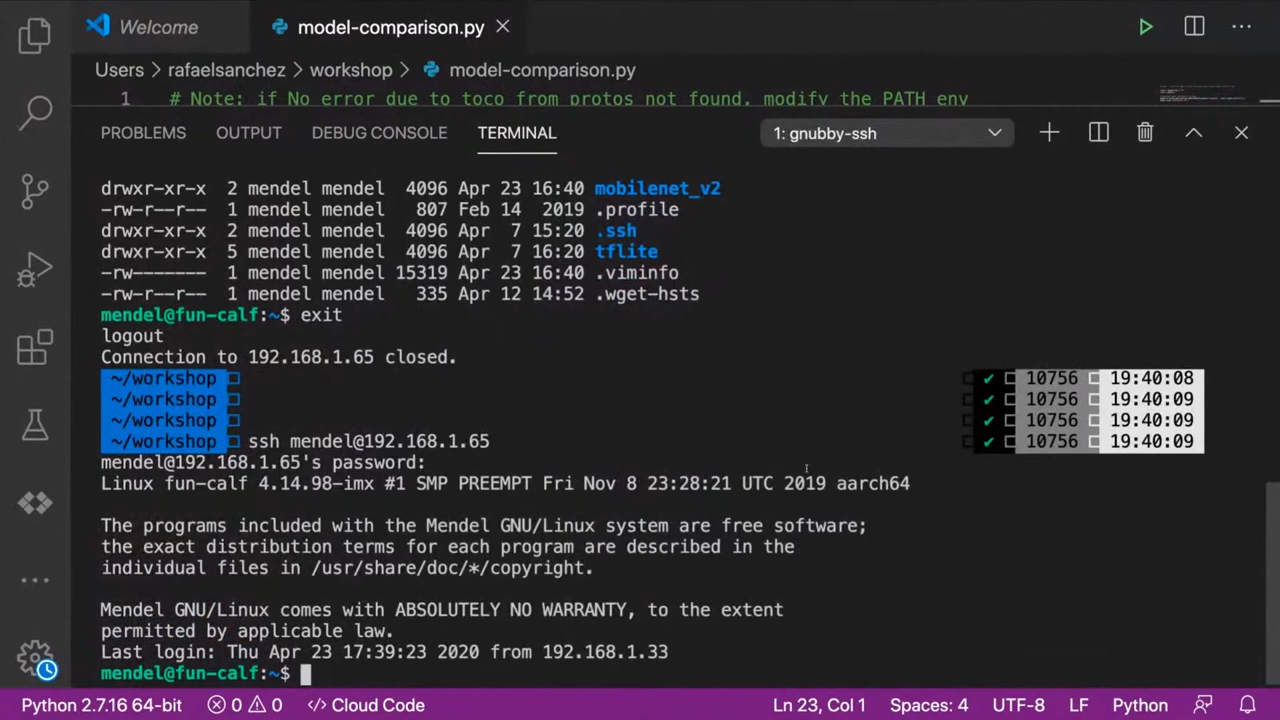 Welcome model-comparison.py
Users > rafaelsanchez > workshop > model-comparison.py
1 # Note: if No error due to toco from protos not found, modify the PATH env
PROBLEMS OUTPUT DEBUG CONSOLE TERMINAL 1: gnubby-ssh
drwxr-xr-x 2 mendel mendel 4096 Apr 23 16:40 mobilenet_v2
-rw-r--r-- 1 mendel mendel 807 Feb 14 2019 .profile
drwxr-xr-x 2 mendel mendel 4096 Apr 7 15:20 .ssh
drwxr-xr-x 5 mendel mendel 4096 Apr 7 16:20 tflite
-rw------- 1 mendel mendel 15319 Apr 23 16:40 .viminfo
-rw-r--r-- 1 mendel mendel 335 Apr 12 14:52 .wget-hsts
mendel@fun-calf:~$ exit
logout
Connection to 192.168.1.65 closed.
~/workshop ✔ 10756 19:40:08
~/workshop ✔ 10756 19:40:09
~/workshop ✔ 10756 19:40:09
~/workshop ssh mendel@192.168.1.65 ✔ 10756 19:40:09
mendel@192.168.1.65's password:
Linux fun-calf 4.14.98-imx #1 SMP PREEMPT Fri Nov 8 23:28:21 UTC 2019 aarch64
The programs included with the Mendel GNU/Linux system are free software;
the exact distribution terms for each program are described in the
individual files in /usr/share/doc/*/copyright.
Mendel GNU/Linux comes with ABSOLUTELY NO WARRANTY, to the extent
permitted by applicable law.
Last login: Thu Apr 23 17:39:23 2020 from 192.168.1.33
mendel@fun-calf:~$
Python 2.7.16 64-bit 0 0 Cloud Code Ln 23, Col 1 Spaces: 4 UTF-8 LF Python